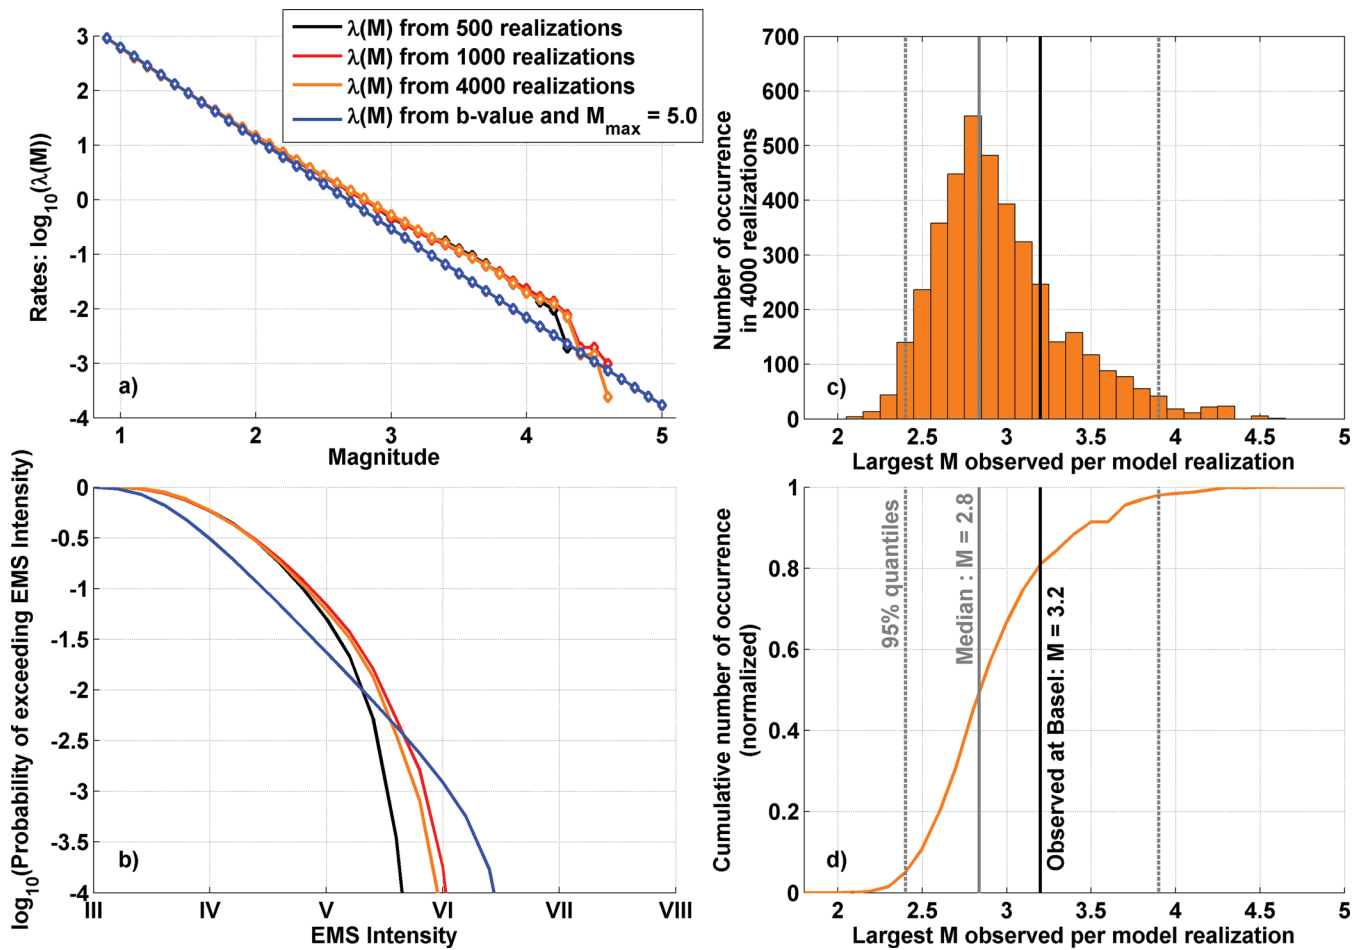 λ(M) from 500 realizations
λ(M) from 1000 realizations
λ(M) from 4000 realizations
λ(M) from b-value and Mmax = 5.0
3
2
1
0
-1
-2
-3
-4
Rates: log10(λ(M))
a)
1
2
3
4
5
Magnitude
700
600
500
400
300
200
100
0
Number of occurrence
in 4000 realizations
c)
2
2.5
3
3.5
4
4.5
5
Largest M observed per model realization
0
-0.5
-1
-1.5
-2
-2.5
-3
-3.5
-4
log10(Probability of exceeding EMS Intensity)
b)
III
IV
V
VI
VII
VIII
EMS Intensity
1
0.8
0.6
0.4
0.2
0
Cumulative number of occurrence
(normalized)
95% quantiles
Median : M = 2.8
Observed at Basel: M = 3.2
d)
2
2.5
3
3.5
4
4.5
5
Largest M observed per model realization